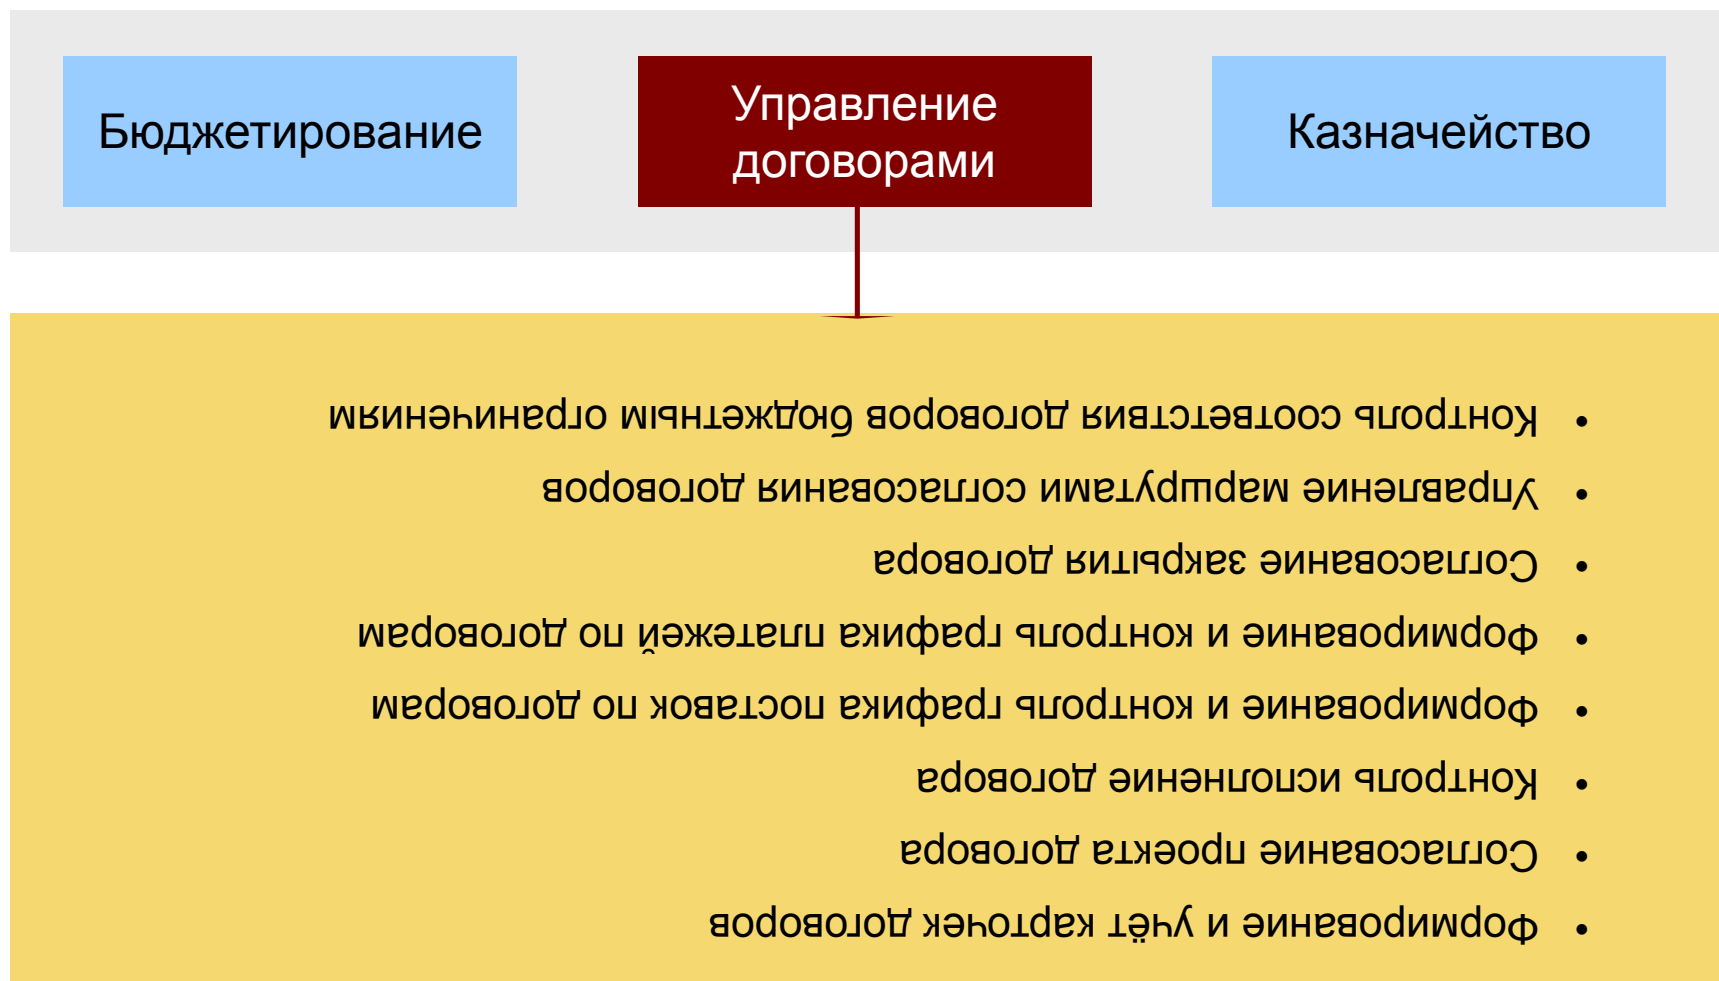 Бюджетирование
Управление
договорами
Казначейство
• Формирование и учёт карточек договоров
• Согласование проекта договора
• Контроль исполнение договора
• Формирование и контроль графика поставок по договорам
• Формирование и контроль графика платежей по договорам
• Согласование закрытия договора
• Управление маршрутами согласования договоров
• Контроль соответствия договоров бюджетным ограничениям